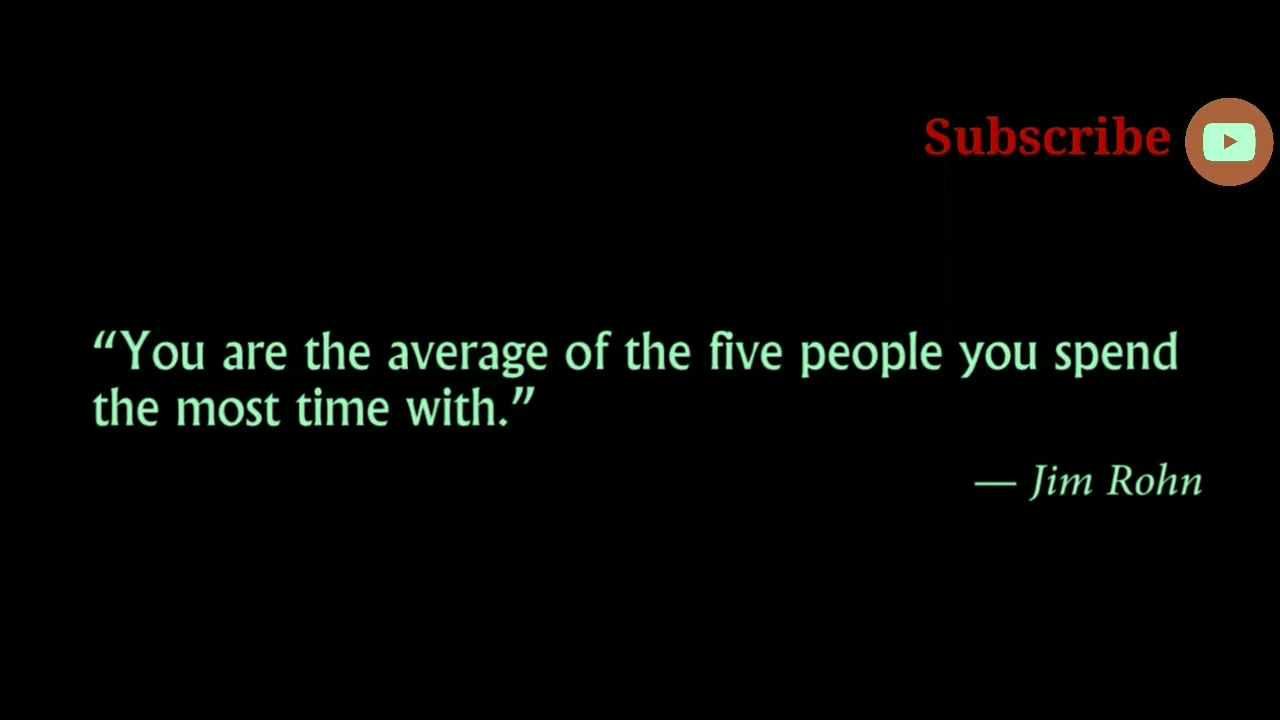 Subscribe
“You are the average of the five people you spend
the most time with.”
— Jim Rohn